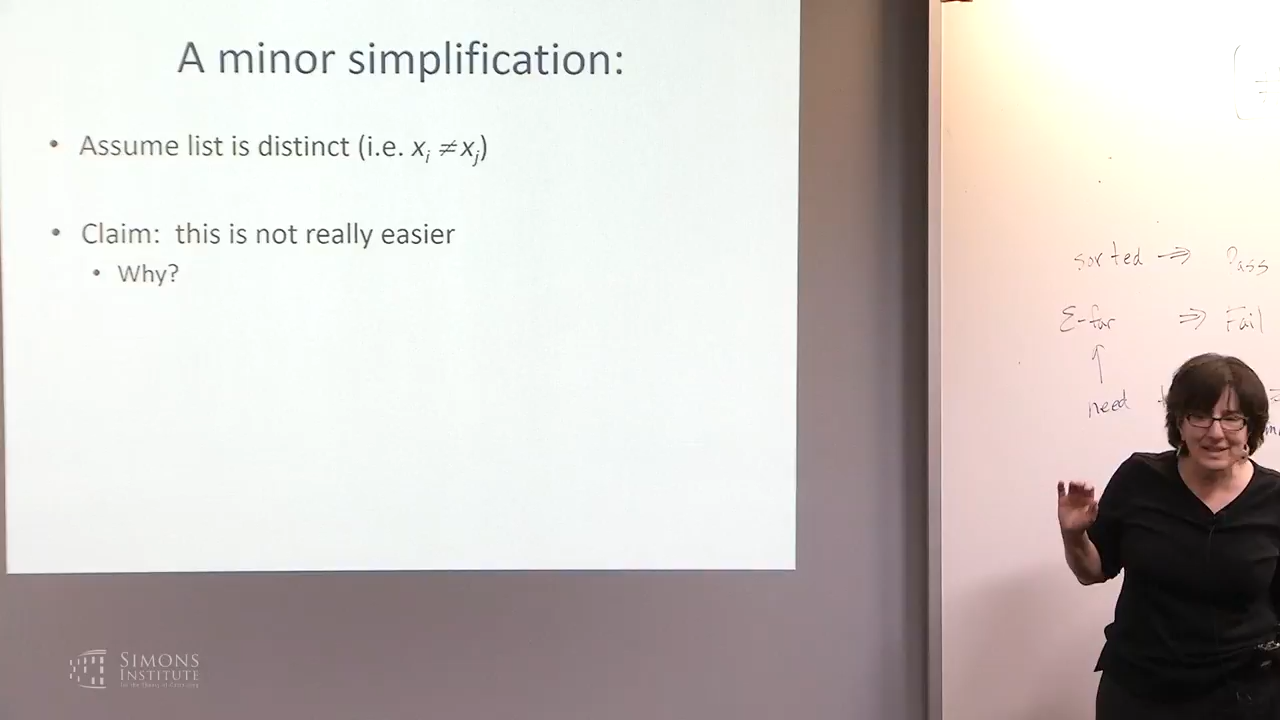 A minor simplification:
• Assume list is distinct (i.e. xᵢ ≠ xⱼ)
• Claim: this is not really easier
• Why?
sorted ⇒ Pass
ε-far ⇒ Fail
↑
need
SIMONS
INSTITUTE